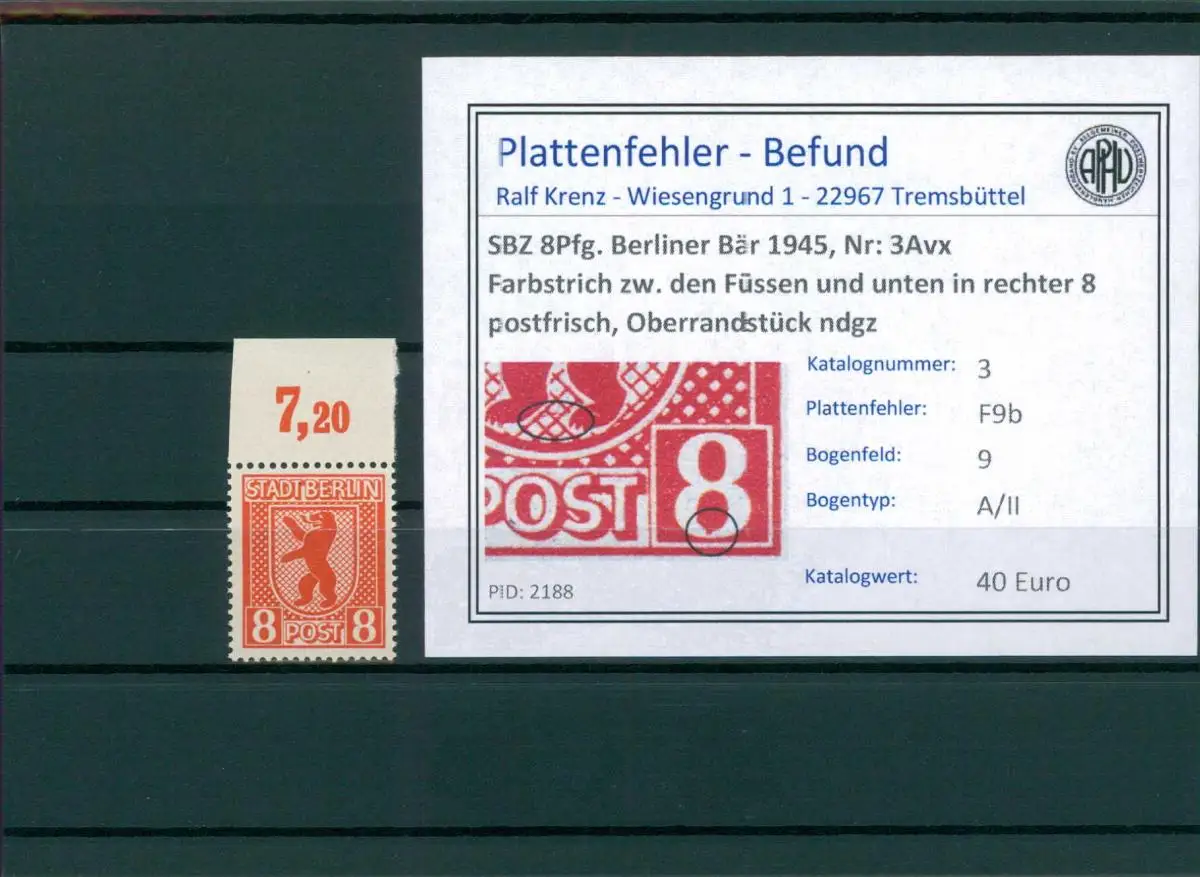 7,20
STADT BERLIN
8 POST 8
Plattenfehler - Befund
Ralf Krenz - Wiesengrund 1 - 22967 Tremsbüttel
APHV
SBZ 8Pfg. Berliner Bär 1945, Nr: 3Avx
Farbstrich zw. den Füssen und unten in rechter 8
postfrisch, Oberrandstück ndgz
POST 8
Katalognummer: 3
Plattenfehler: F9b
Bogenfeld: 9
Bogentyp: A/II
Katalogwert: 40 Euro
PID: 2188